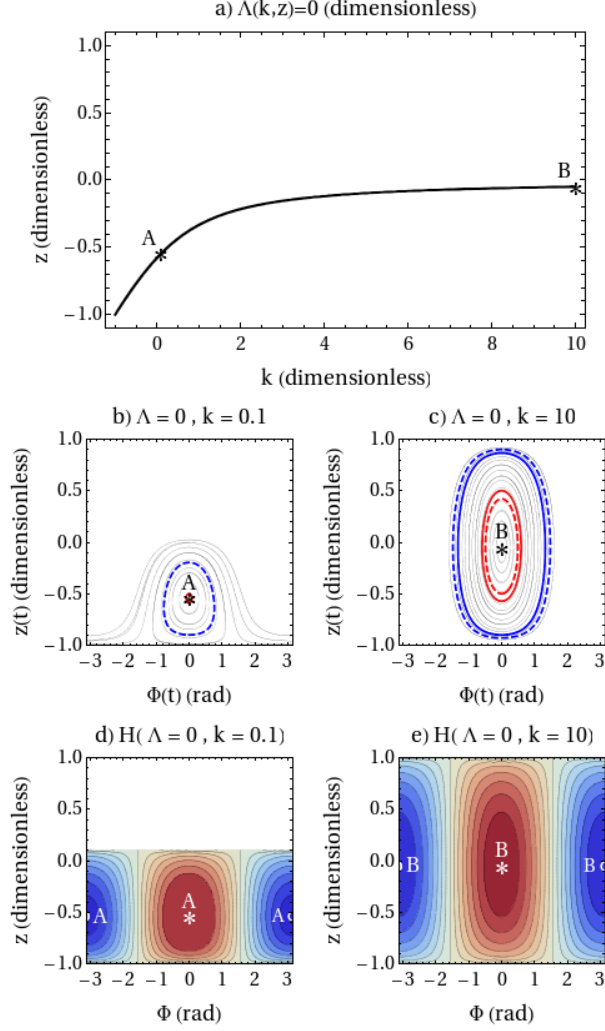 a) Λ(k,z)=0 (dimensionless)
z (dimensionless)
1.0
0.5
0.0
−0.5
−1.0
A
*
B
*
0 2 4 6 8 10
k (dimensionless)
b) Λ = 0 , k = 0.1
z(t) (dimensionless)
1.0
0.5
0.0
−0.5
−1.0
A
*
−3 −2 −1 0 1 2 3
Φ(t) (rad)
c) Λ = 0 , k = 10
z(t) (dimensionless)
1.0
0.5
0.0
−0.5
−1.0
B
*
−3 −2 −1 0 1 2 3
Φ(t) (rad)
d) H( Λ = 0 , k = 0.1)
z (dimensionless)
1.0
0.5
0.0
−0.5
−1.0
A
A
*
A
−3 −2 −1 0 1 2 3
Φ (rad)
e) H( Λ = 0 , k = 10)
z (dimensionless)
1.0
0.5
0.0
−0.5
−1.0
B
B
*
B
−3 −2 −1 0 1 2 3
Φ (rad)